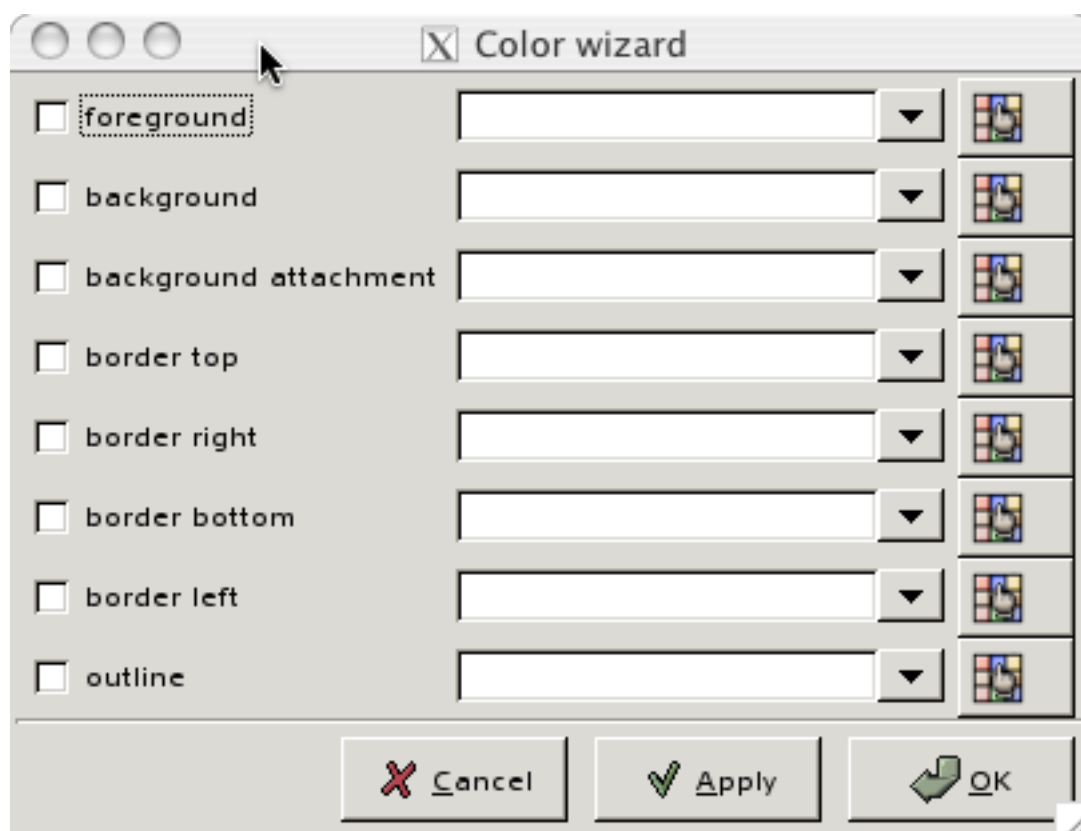 Color wizard
foreground
background
background attachment
border top
border right
border bottom
border left
outline
Cancel Apply OK